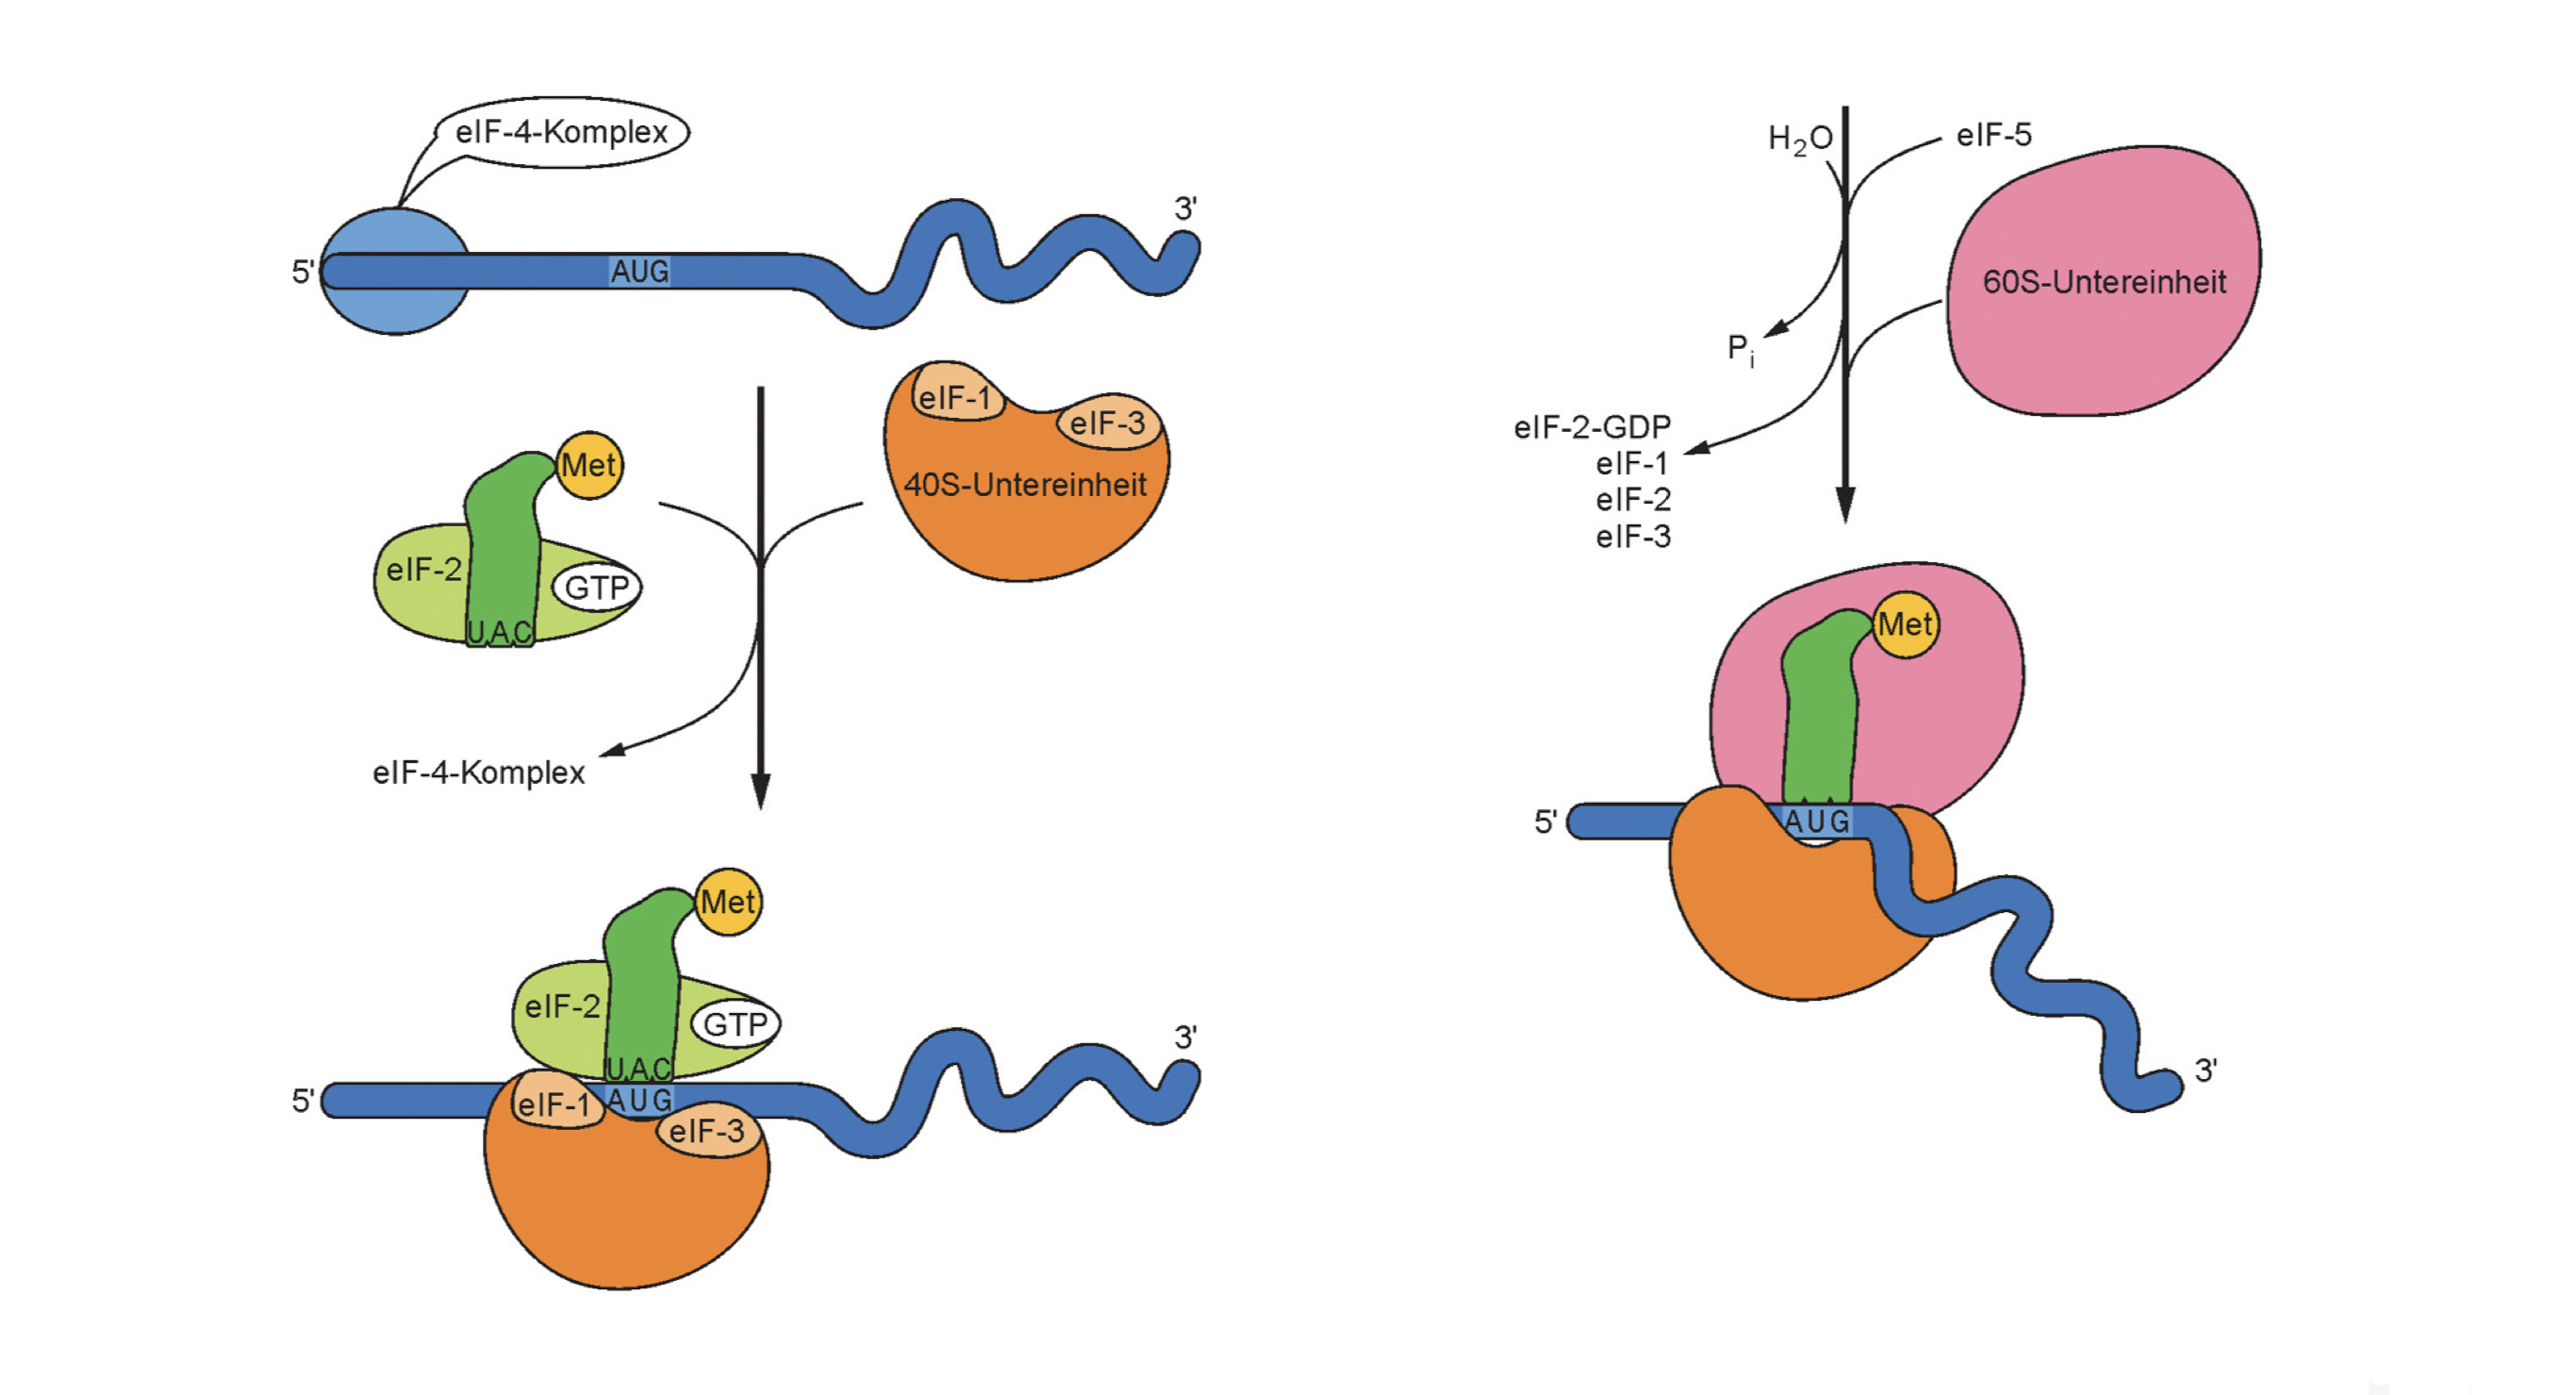 eIF-4-Komplex
5'
AUG
3'
eIF-1
eIF-3
40S-Untereinheit
Met
eIF-2
GTP
UAC
eIF-4-Komplex
Met
eIF-2
GTP
UAC
5'
eIF-1
AUG
eIF-3
3'
H₂O
eIF-5
60S-Untereinheit
Pᵢ
eIF-2-GDP
eIF-1
eIF-2
eIF-3
Met
5'
AUG
3'